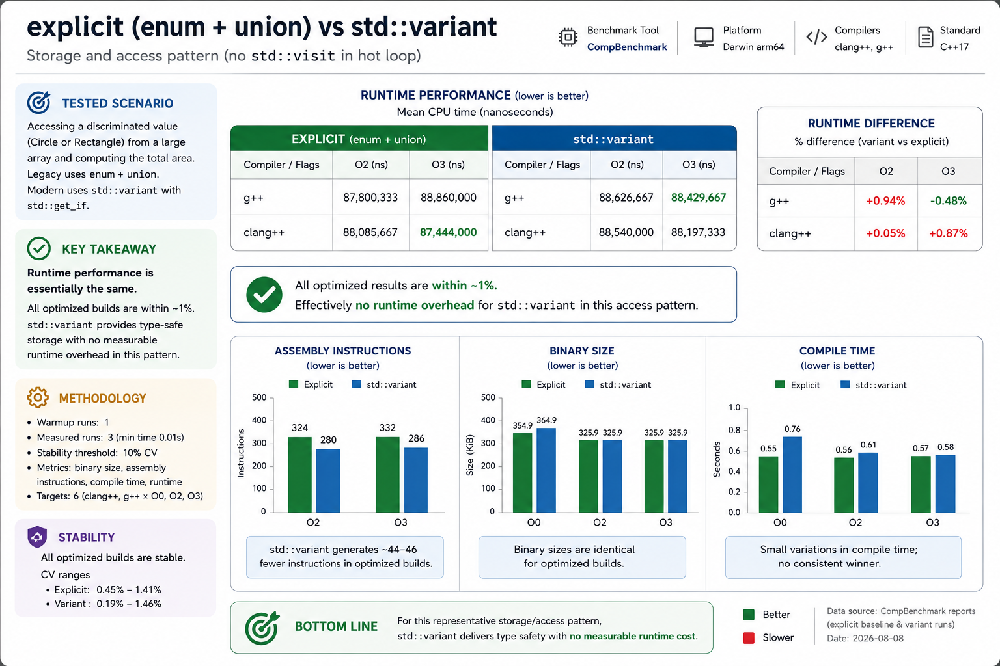 explicit (enum + union) vs std::variant
Storage and access pattern (no std::visit in hot loop)
Benchmark Tool
CompBenchmark
Platform
Darwin arm64
Compilers
clang++, g++
Standard
C++17
TESTED SCENARIO
Accessing a discriminated value
(Circle or Rectangle) from a large
array and computing the total area.
Legacy uses enum + union.
Modern uses std::variant with
std::get_if.
KEY TAKEAWAY
Runtime performance is
essentially the same.
All optimized builds are within ~1%.
std::variant provides type-safe
storage with no measurable
runtime overhead in this pattern.
METHODOLOGY
• Warmup runs: 1
• Measured runs: 3 (min time 0.01s)
• Stability threshold: 10% CV
• Metrics: binary size, assembly
instructions, compile time, runtime
• Targets: 6 (clang++, g++ × O0, O2, O3)
STABILITY
All optimized builds are stable.
CV ranges
• Explicit: 0.45% – 1.41%
• Variant : 0.19% – 1.46%
RUNTIME PERFORMANCE (lower is better)
Mean CPU time (nanoseconds)
EXPLICIT (enum + union)
Compiler / Flags O2 (ns) O3 (ns)
g++ 87,800,333 88,860,000
clang++ 88,085,667 87,444,000
std::variant
Compiler / Flags O2 (ns) O3 (ns)
g++ 88,626,667 88,429,667
clang++ 88,540,000 88,197,333
RUNTIME DIFFERENCE
% difference (variant vs explicit)
Compiler / Flags O2 O3
g++ +0.94% -0.48%
clang++ +0.05% +0.87%
All optimized results are within ~1%.
Effectively no runtime overhead for std::variant in this access pattern.
ASSEMBLY INSTRUCTIONS
(lower is better)
Explicit std::variant
Instructions
500
400
300
200
100
0
324 280
332 286
O2 O3
std::variant generates ~44–46
fewer instructions in optimized builds.
BINARY SIZE
(lower is better)
Explicit std::variant
Size (KiB)
500
400
300
200
100
0
354.9 364.9
325.9 325.9
325.9 325.9
O0 O2 O3
Binary sizes are identical
for optimized builds.
COMPILE TIME
(lower is better)
Explicit std::variant
Seconds
1.0
0.8
0.6
0.4
0.2
0.0
0.55 0.76
0.56 0.61
0.57 0.58
O0 O2 O3
Small variations in compile time;
no consistent winner.
BOTTOM LINE
For this representative storage/access pattern,
std::variant delivers type safety with no measurable runtime cost.
Better
Slower
Data source: CompBenchmark reports
(explicit baseline & variant runs)
Date: 2026-08-08